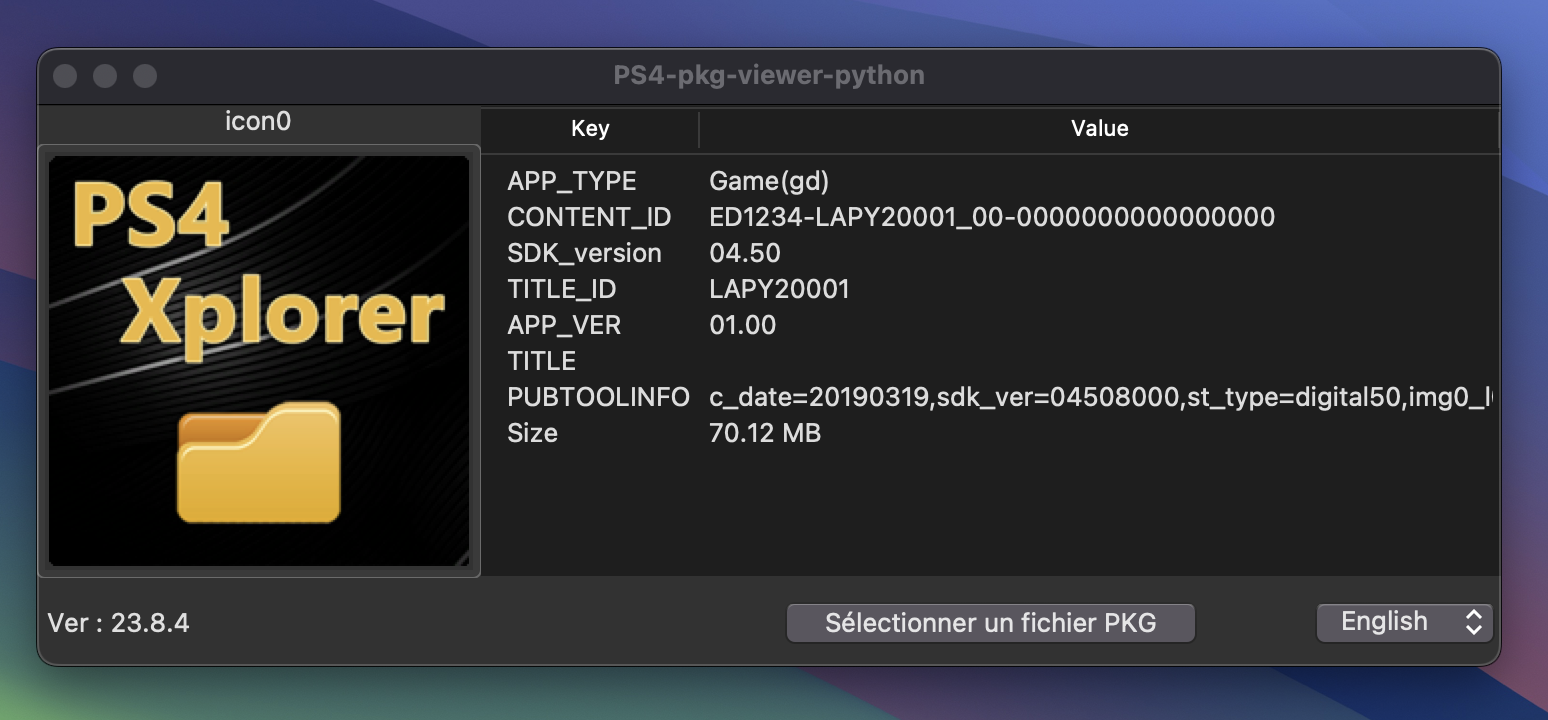 PS4-pkg-viewer-python
icon0
PS4
Xplorer
Key Value
APP_TYPE Game(gd)
CONTENT_ID ED1234-LAPY20001_00-0000000000000000
SDK_version 04.50
TITLE_ID LAPY20001
APP_VER 01.00
TITLE
PUBTOOLINFO c_date=20190319,sdk_ver=04508000,st_type=digital50,img0_l
Size 70.12 MB
Ver : 23.8.4
Sélectionner un fichier PKG
English